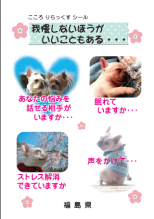 こころ りらっくす シール
我慢しないほうが
いいこともある・・・
あなたの悩みを
話せる相手が
いますか・・・
眠れて
いますか・・・
ストレス解消
できていますか
声をかけて・・・
福島県